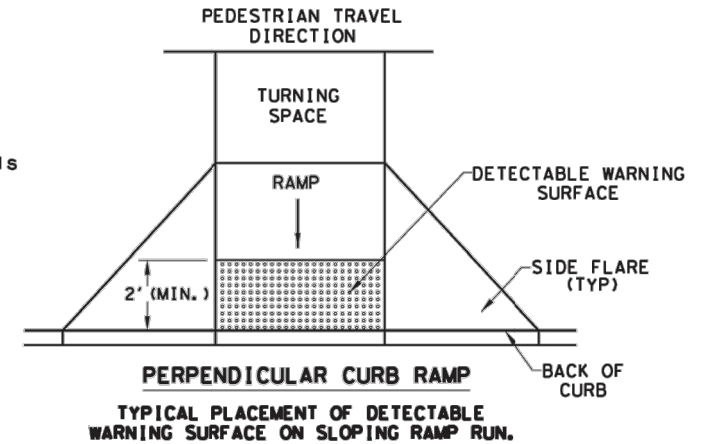 PEDESTRIAN TRAVEL
DIRECTION
TURNING
SPACE
ls
RAMP
DETECTABLE WARNING
SURFACE
SIDE FLARE
(TYP)
2' (MIN.)
BACK OF
CURB
PERPENDICULAR CURB RAMP
TYPICAL PLACEMENT OF DETECTABLE
WARNING SURFACE ON SLOPING RAMP RUN.